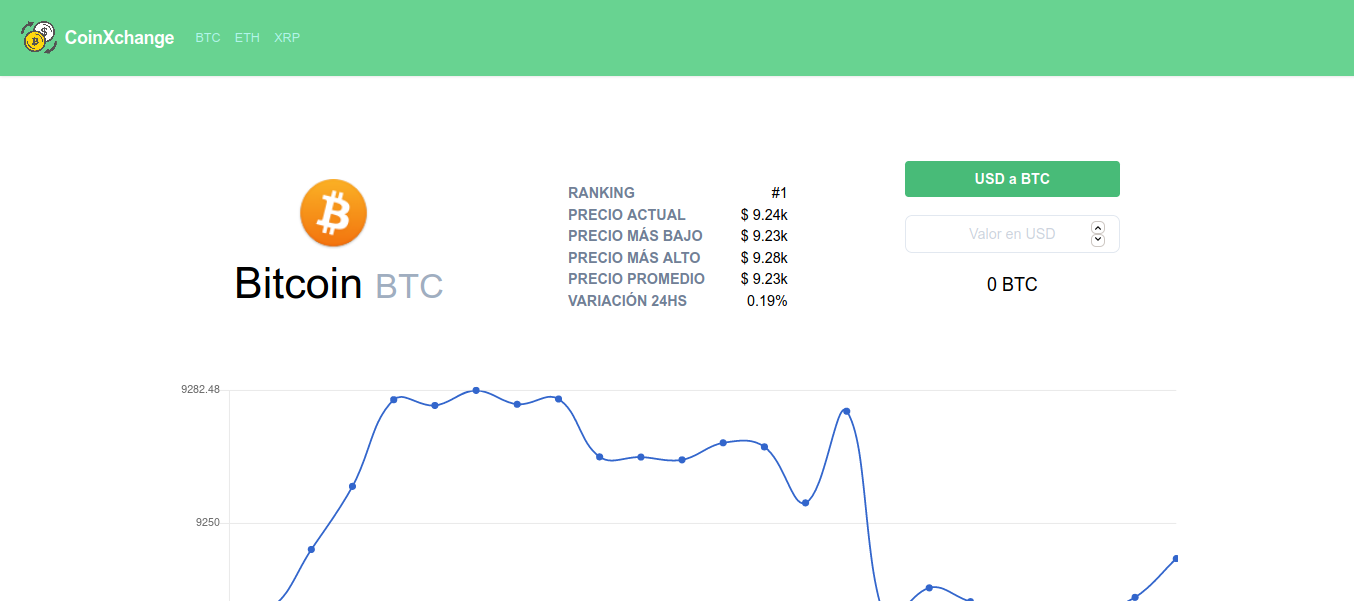 CoinXchange BTC ETH XRP
Bitcoin BTC
RANKING #1
PRECIO ACTUAL $ 9.24k
PRECIO MÁS BAJO $ 9.23k
PRECIO MÁS ALTO $ 9.28k
PRECIO PROMEDIO $ 9.23k
VARIACIÓN 24HS 0.19%
USD a BTC
Valor en USD
0 BTC
9282.48
9250